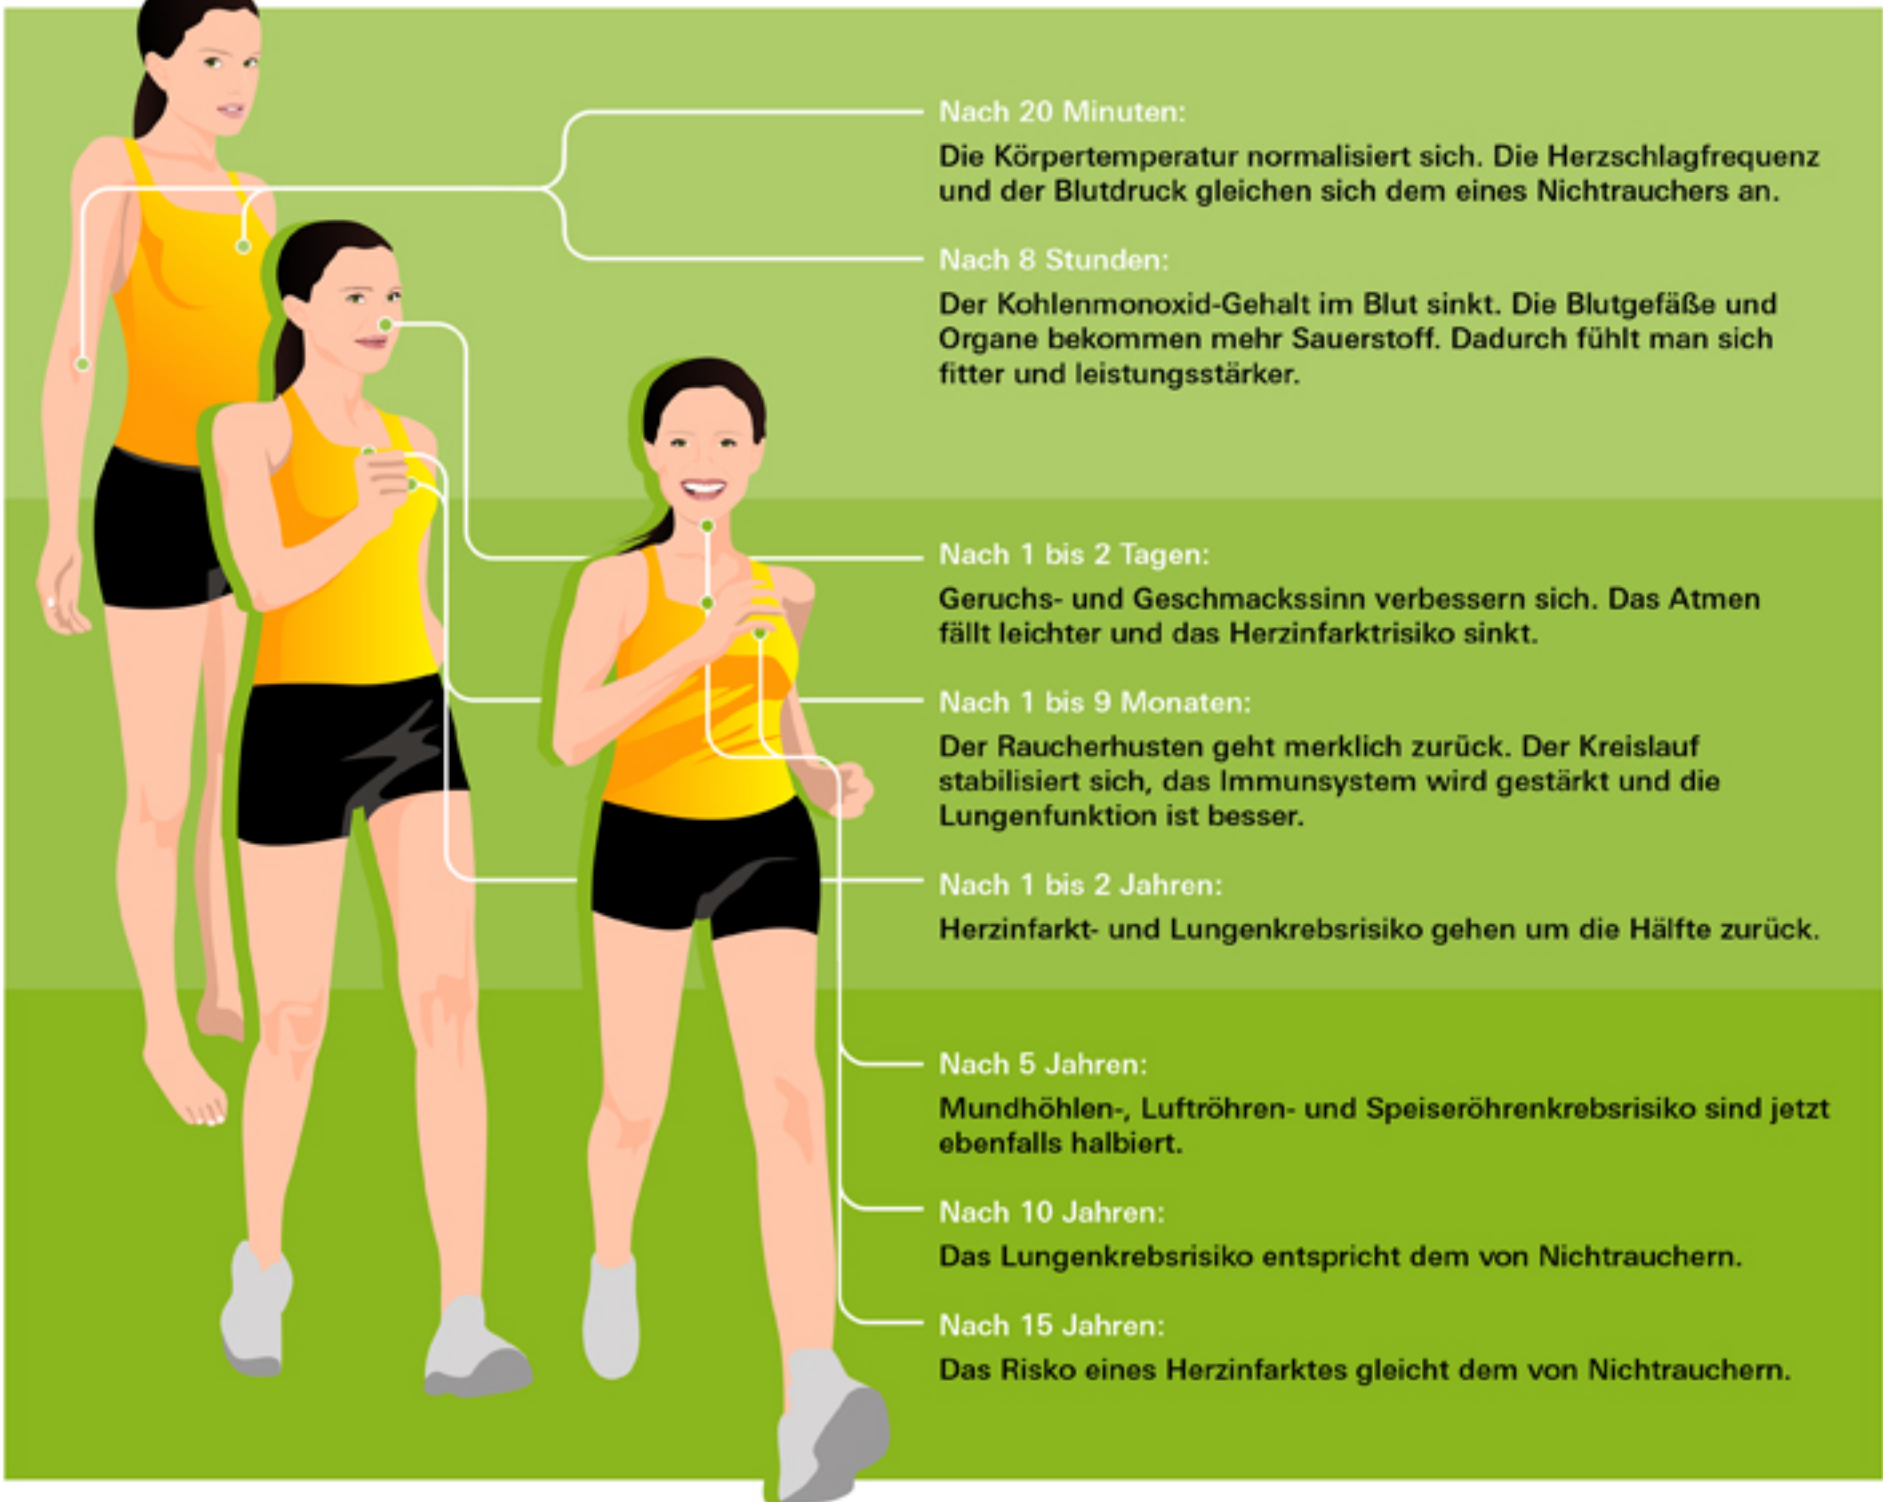 Nach 20 Minuten:
Die Körpertemperatur normalisiert sich. Die Herzschlagfrequenz
und der Blutdruck gleichen sich dem eines Nichtrauchers an.
Nach 8 Stunden:
Der Kohlenmonoxid-Gehalt im Blut sinkt. Die Blutgefäße und
Organe bekommen mehr Sauerstoff. Dadurch fühlt man sich
fitter und leistungsstärker.
Nach 1 bis 2 Tagen:
Geruchs- und Geschmackssinn verbessern sich. Das Atmen
fällt leichter und das Herzinfarktrisiko sinkt.
Nach 1 bis 9 Monaten:
Der Raucherhusten geht merklich zurück. Der Kreislauf
stabilisiert sich, das Immunsystem wird gestärkt und die
Lungenfunktion ist besser.
Nach 1 bis 2 Jahren:
Herzinfarkt- und Lungenkrebsrisiko gehen um die Hälfte zurück.
Nach 5 Jahren:
Mundhöhlen-, Luftröhren- und Speiseröhrenkrebsrisiko sind jetzt
ebenfalls halbiert.
Nach 10 Jahren:
Das Lungenkrebsrisiko entspricht dem von Nichtrauchern.
Nach 15 Jahren:
Das Risko eines Herzinfarktes gleicht dem von Nichtrauchern.